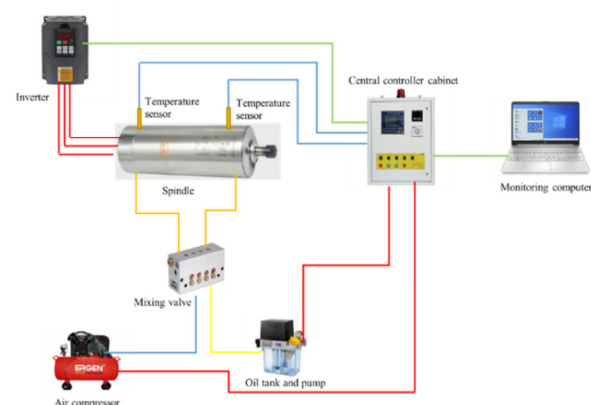 Inverter
Temperature
sensor
Temperature
sensor
Central controller cabinet
Spindle
Monitoring computer
Mixing valve
ERGEN
Oil tank and pump
Air compressor